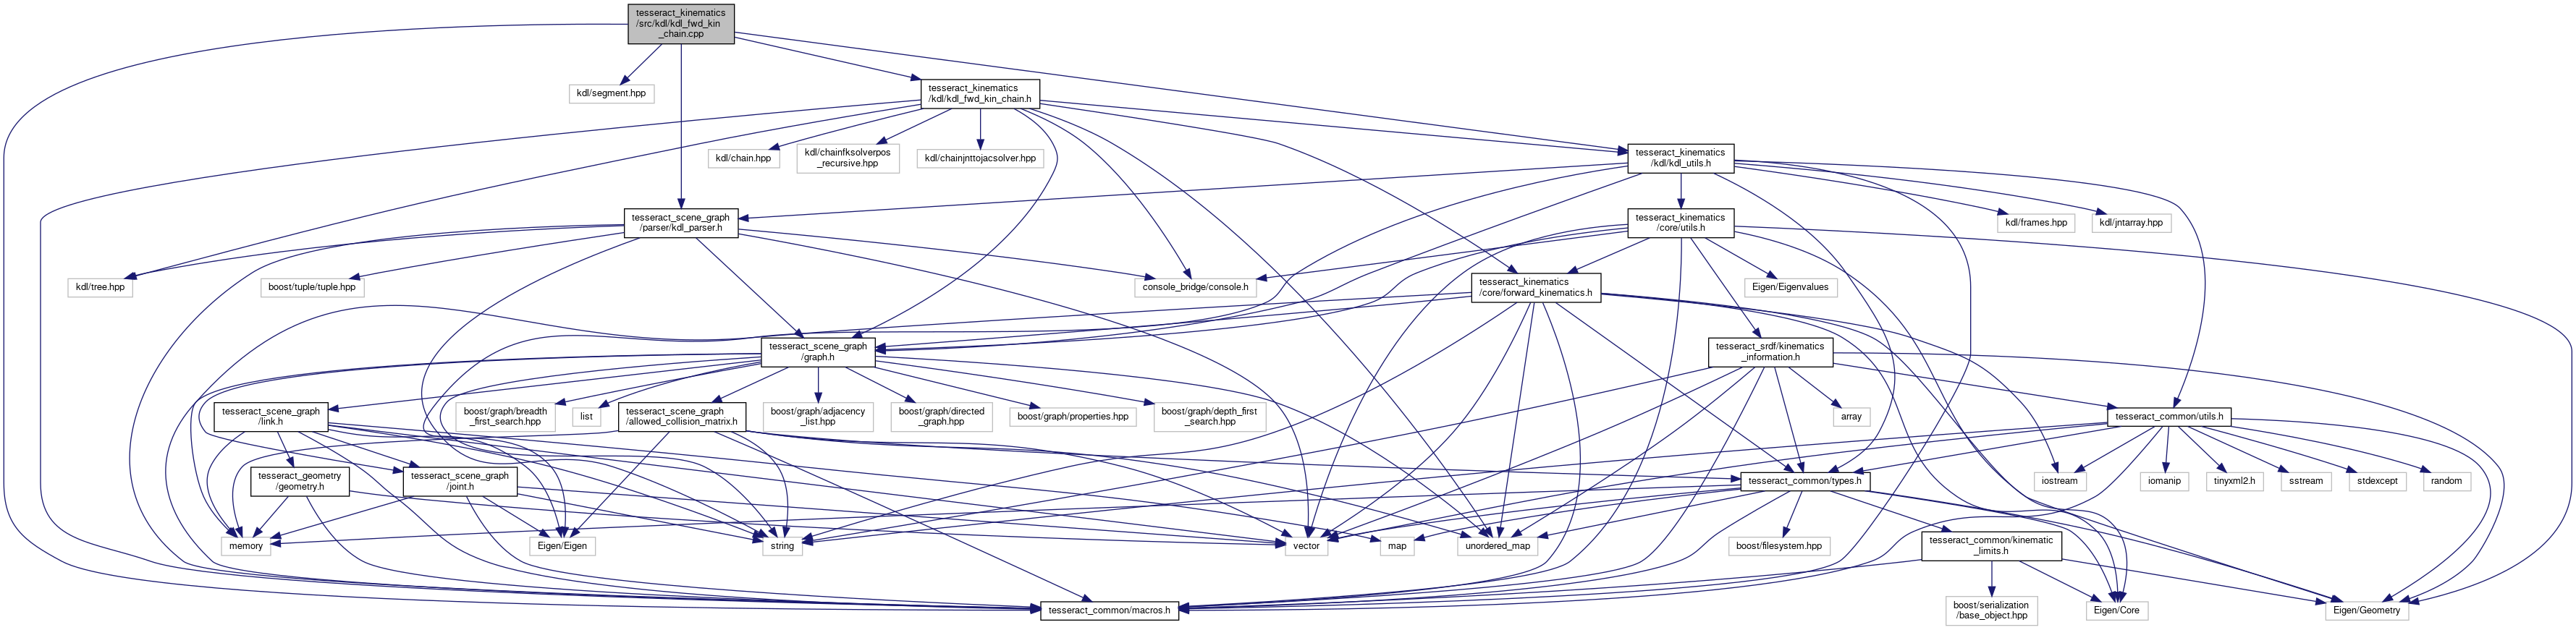 tesseract_kinematics
/src/kdl/kdl_fwd_kin
_chain.cpp
kdl/segment.hpp
tesseract_kinematics
/kdl/kdl_fwd_kin_chain.h
kdl/chain.hpp
kdl/chainfksolverpos
_recursive.hpp
kdl/chainjnttojacsolver.hpp
tesseract_kinematics
/kdl/kdl_utils.h
tesseract_scene_graph
/parser/kdl_parser.h
tesseract_kinematics
/core/utils.h
kdl/frames.hpp
kdl/jntarray.hpp
kdl/tree.hpp
boost/tuple/tuple.hpp
console_bridge/console.h
tesseract_kinematics
/core/forward_kinematics.h
Eigen/Eigenvalues
tesseract_scene_graph
/graph.h
tesseract_srdf/kinematics
_information.h
tesseract_scene_graph
/link.h
boost/graph/breadth
_first_search.hpp
list
tesseract_scene_graph
/allowed_collision_matrix.h
boost/graph/adjacency
_list.hpp
boost/graph/directed
_graph.hpp
boost/graph/properties.hpp
boost/graph/depth_first
_search.hpp
array
tesseract_common/utils.h
tesseract_geometry
/geometry.h
tesseract_scene_graph
/joint.h
tesseract_common/types.h
iostream
iomanip
tinyxml2.h
sstream
stdexcept
random
memory
Eigen/Eigen
string
vector
map
unordered_map
boost/filesystem.hpp
tesseract_common/kinematic
_limits.h
tesseract_common/macros.h
boost/serialization
/base_object.hpp
Eigen/Core
Eigen/Geometry